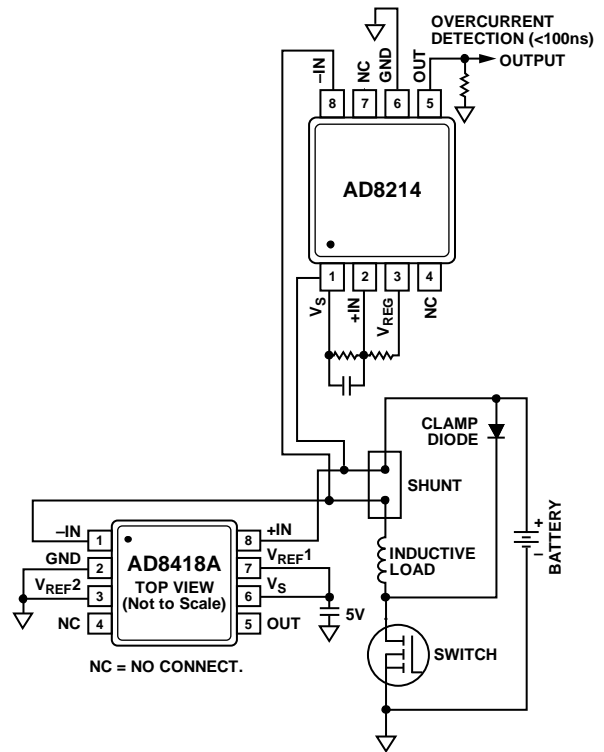 OVERCURRENT
DETECTION (<100ns)
OUTPUT
–IN
NC
GND
OUT
8
7
6
5
AD8214
1
2
3
4
VS
+IN
VREG
NC
CLAMP
DIODE
SHUNT
INDUCTIVE
LOAD
+
–
BATTERY
SWITCH
–IN
GND
VREF2
NC
1
2
3
4
AD8418A
TOP VIEW
(Not to Scale)
8
7
6
5
+IN
VREF1
VS
OUT
5V
NC = NO CONNECT.